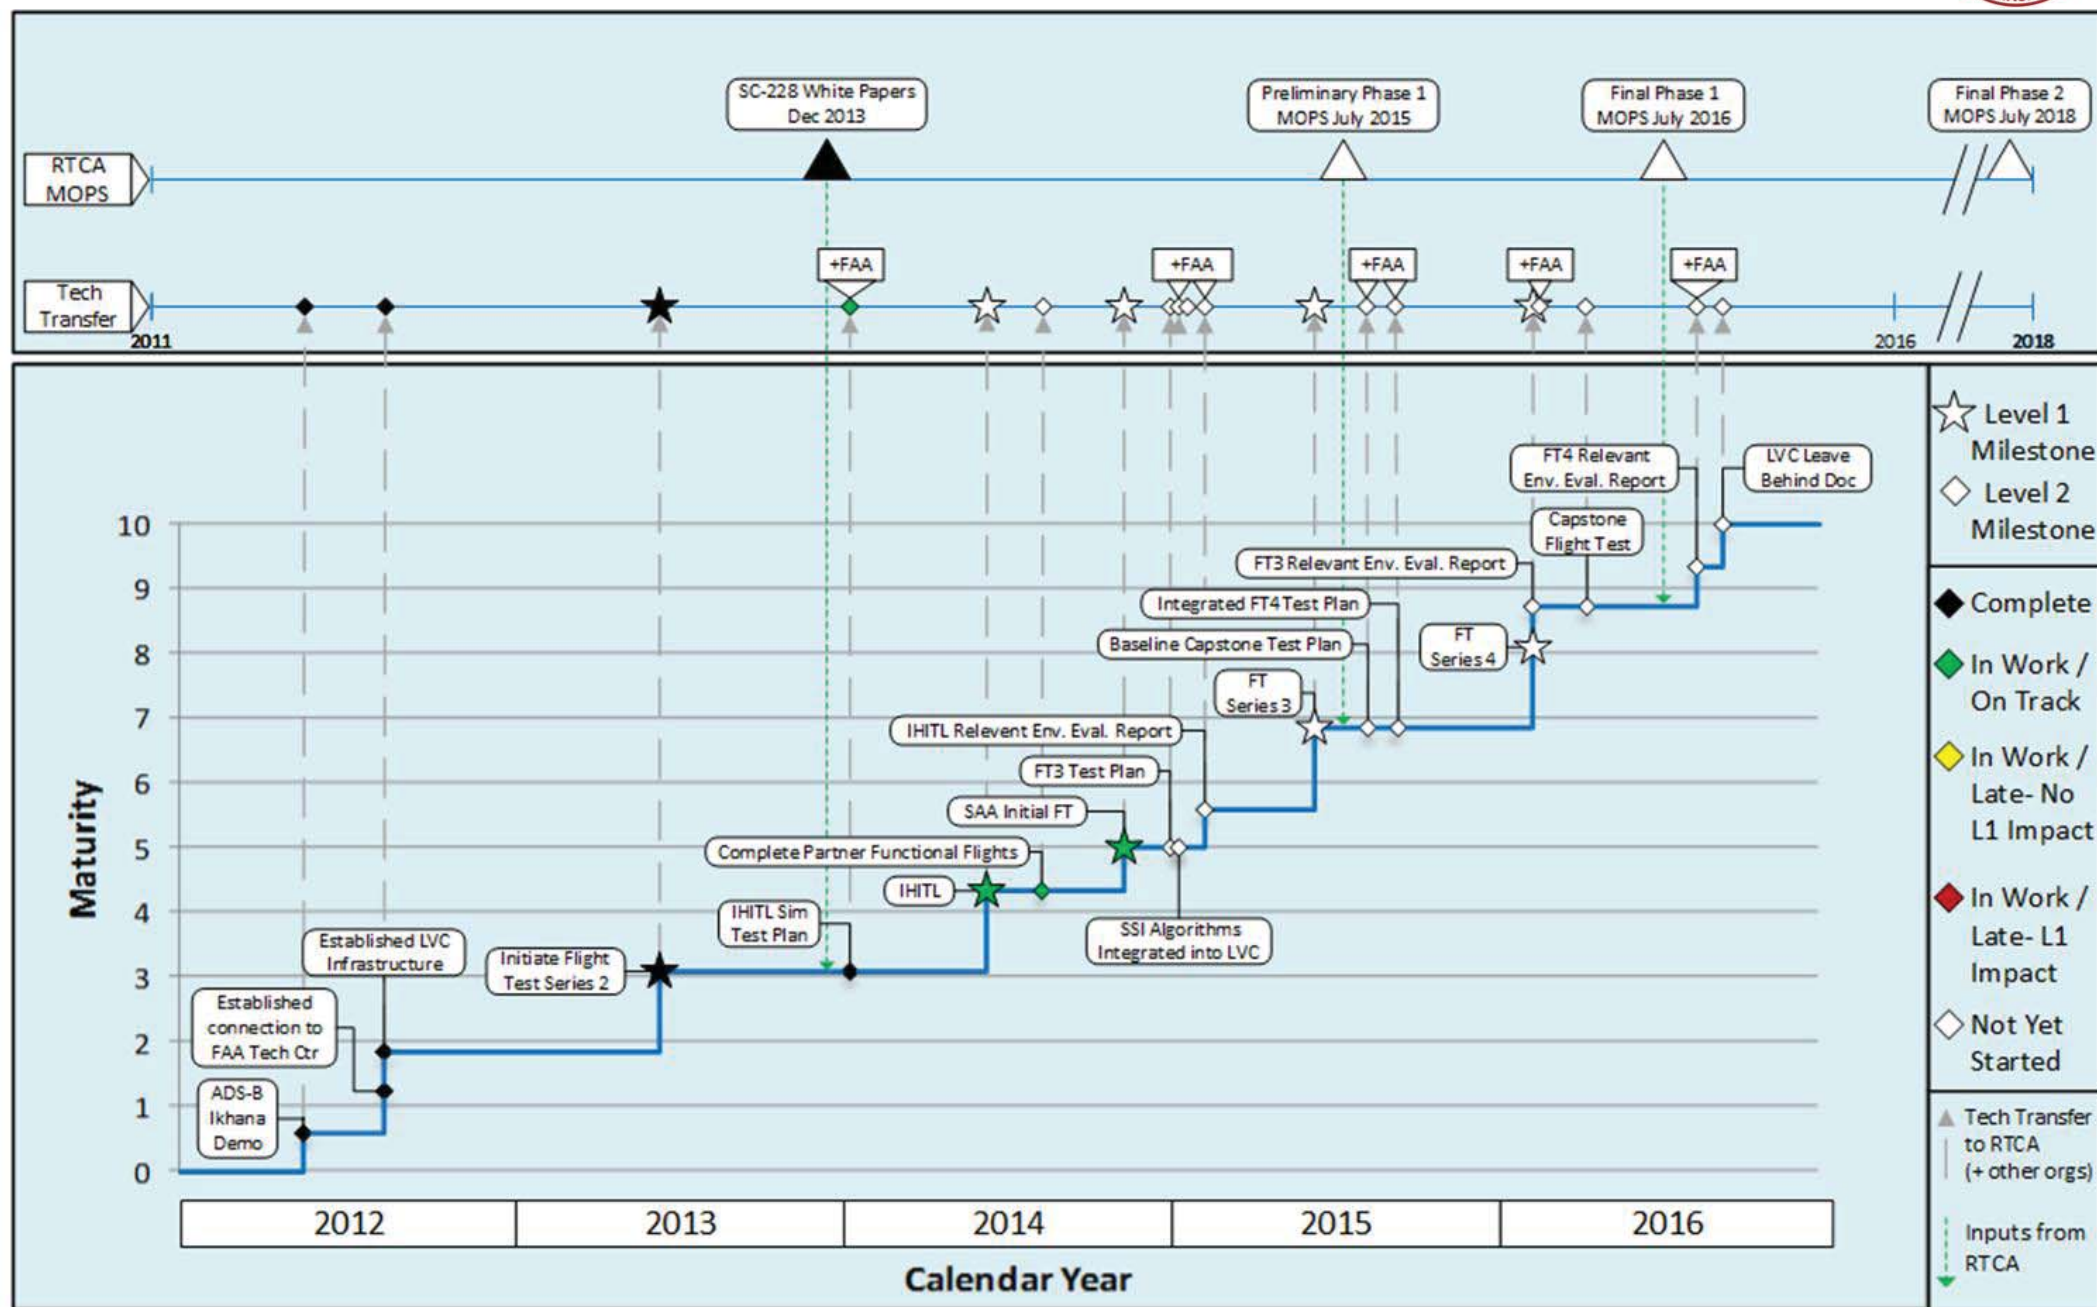 SC-228 White Papers
Dec 2013
Preliminary Phase 1
MOPS July 2015
Final Phase 1
MOPS July 2016
Final Phase 2
MOPS July 2018
RTCA
MOPS
+FAA
+FAA
+FAA
+FAA
+FAA
Tech
Transfer
2011
2016
2018
Level 1
Milestone
Level 2
Milestone
Complete
In Work /
On Track
In Work /
Late- No
L1 Impact
In Work /
Late- L1
Impact
Not Yet
Started
Tech Transfer
to RTCA
(+ other orgs)
Inputs from
RTCA
FT4 Relevant
Env. Eval. Report
LVC Leave
Behind Doc
Capstone
Flight Test
FT3 Relevant Env. Eval. Report
Integrated FT4 Test Plan
Baseline Capstone Test Plan
FT
Series 4
FT
Series 3
IHITL Relevent Env. Eval. Report
FT3 Test Plan
SAA Initial FT
Complete Partner Functional Flights
IHITL
IHITL Sim
Test Plan
SSI Algorithms
Integrated into LVC
Established LVC
Infrastructure
Initiate Flight
Test Series 2
Established
connection to
FAA Tech Ctr
ADS-B
Ikhana
Demo
Maturity
10
9
8
7
6
5
4
3
2
1
0
2012
2013
2014
2015
2016
Calendar Year